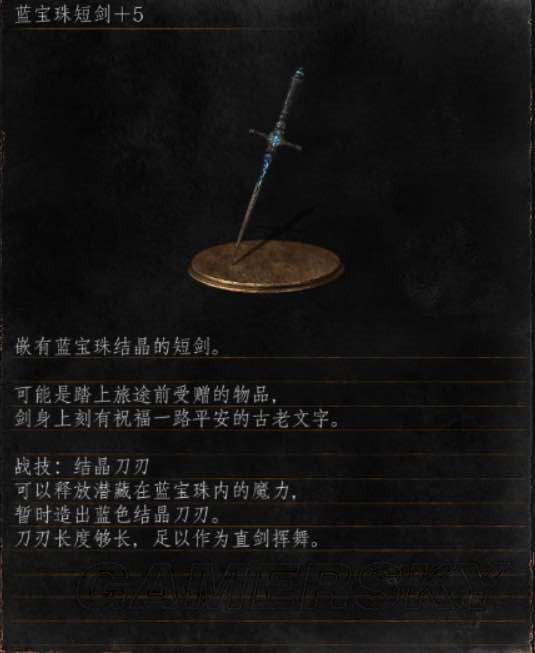 蓝宝珠短剑＋5
嵌有蓝宝珠结晶的短剑。
可能是踏上旅途前受赠的物品，
剑身上刻有祝福一路平安的古老文字。
战技：结晶刀刃
可以释放潜藏在蓝宝珠内的魔力，
暂时造出蓝色结晶刀刃。
刀刃长度够长，足以作为直剑挥舞。
GAMERSKY